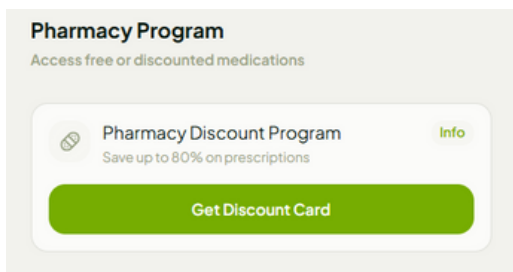 Pharmacy Program
Access free or discounted medications
Pharmacy Discount Program
Info
Save up to 80% on prescriptions
Get Discount Card